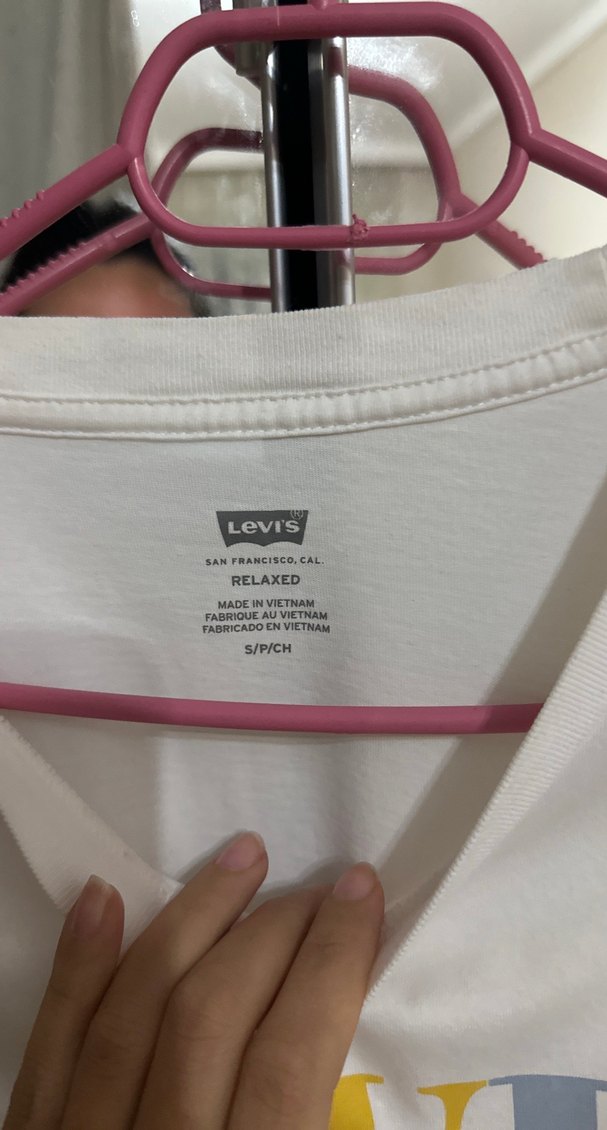 LEVI'S®
SAN FRANCISCO, CAL.
RELAXED
MADE IN VIETNAM
FABRIQUE AU VIETNAM
FABRICADO EN VIETNAM
S/P/CH